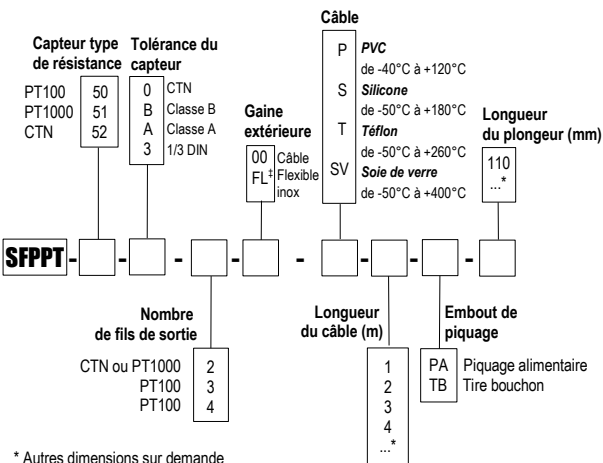 Câble
Capteur type
de résistance
PT100 50
PT1000 51
CTN 52
Tolérance du
capteur
0 CTN
B Classe B
A Classe A
3 1/3 DIN
Gaine
extérieure
00 Câble
FL‡ Flexible
inox
P PVC
de -40°C à +120°C
S Silicone
de -50°C à +180°C
T Téflon
de -50°C à +260°C
SV Soie de verre
de -50°C à +400°C
Longueur
du plongeur (mm)
110
...*
SFPPT - - - - - - -
Nombre
de fils de sortie
CTN ou PT1000 2
PT100 3
PT100 4
Longueur
du câble (m)
1
2
3
4
...*
Embout de
piquage
PA Piquage alimentaire
TB Tire bouchon
* Autres dimensions sur demande